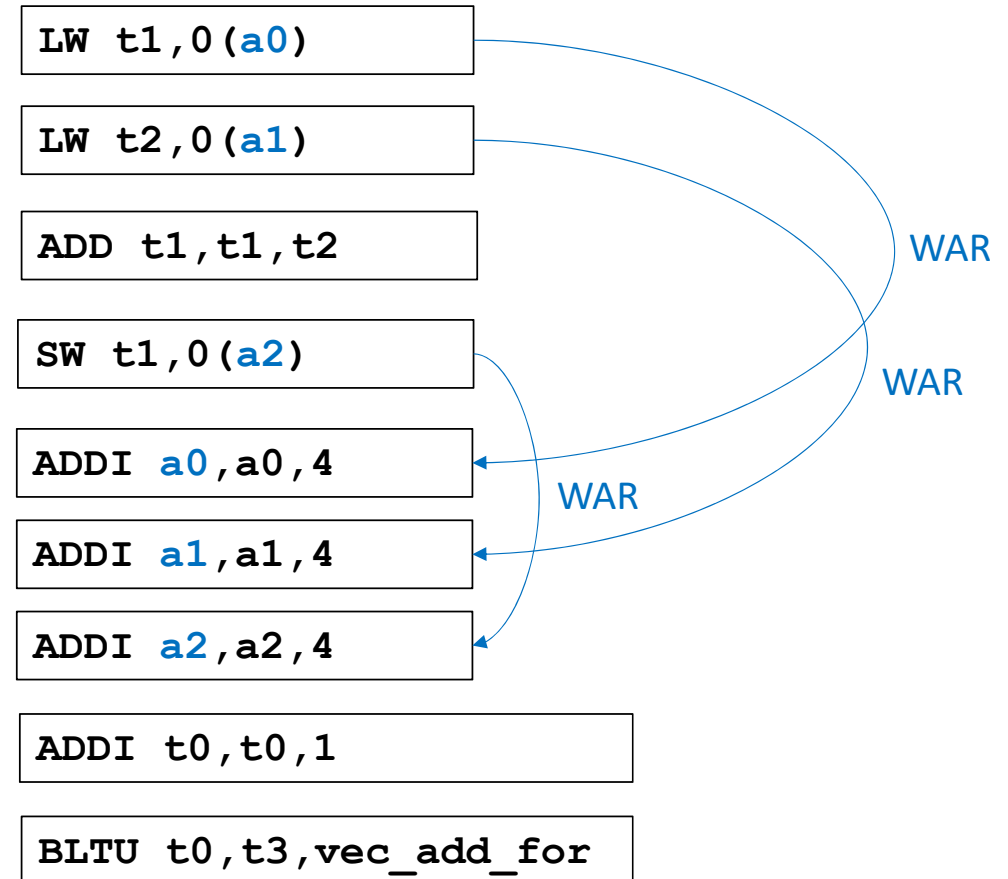 LW t1,0(a0)
LW t2,0(a1)
ADD t1,t1,t2
WAR
SW t1,0(a2)
WAR
ADDI a0,a0,4
WAR
ADDI a1,a1,4
ADDI a2,a2,4
ADDI t0,t0,1
BLTU t0,t3,vec_add_for